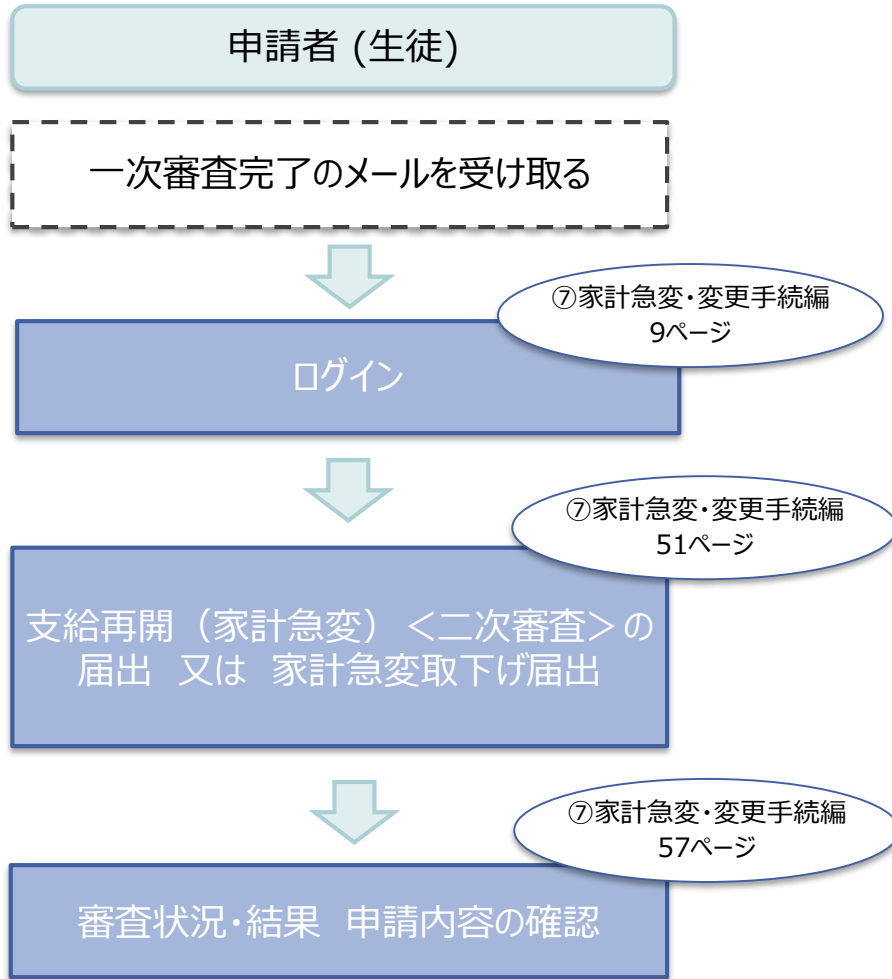 申請者 (生徒)
一次審査完了のメールを受け取る
⑦家計急変・変更手続編
9ページ
ログイン
⑦家計急変・変更手続編
51ページ
支給再開（家計急変）＜二次審査＞の
届出　又は　家計急変取下げ届出
⑦家計急変・変更手続編
57ページ
審査状況・結果　申請内容の確認